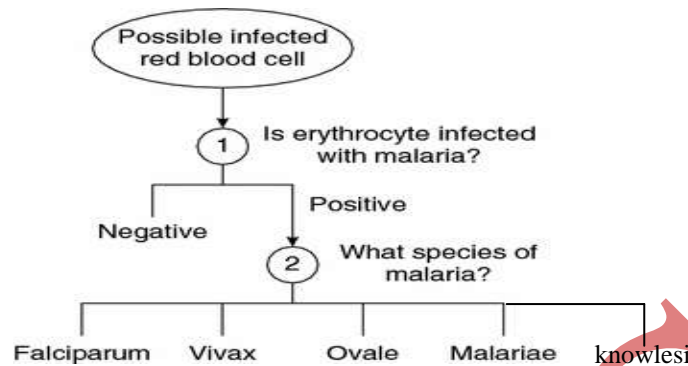 Possible infected
red blood cell
1
Is erythrocyte infected
with malaria?
Negative
Positive
2
What species of
malaria?
Falciparum
Vivax
Ovale
Malariae
knowlesi